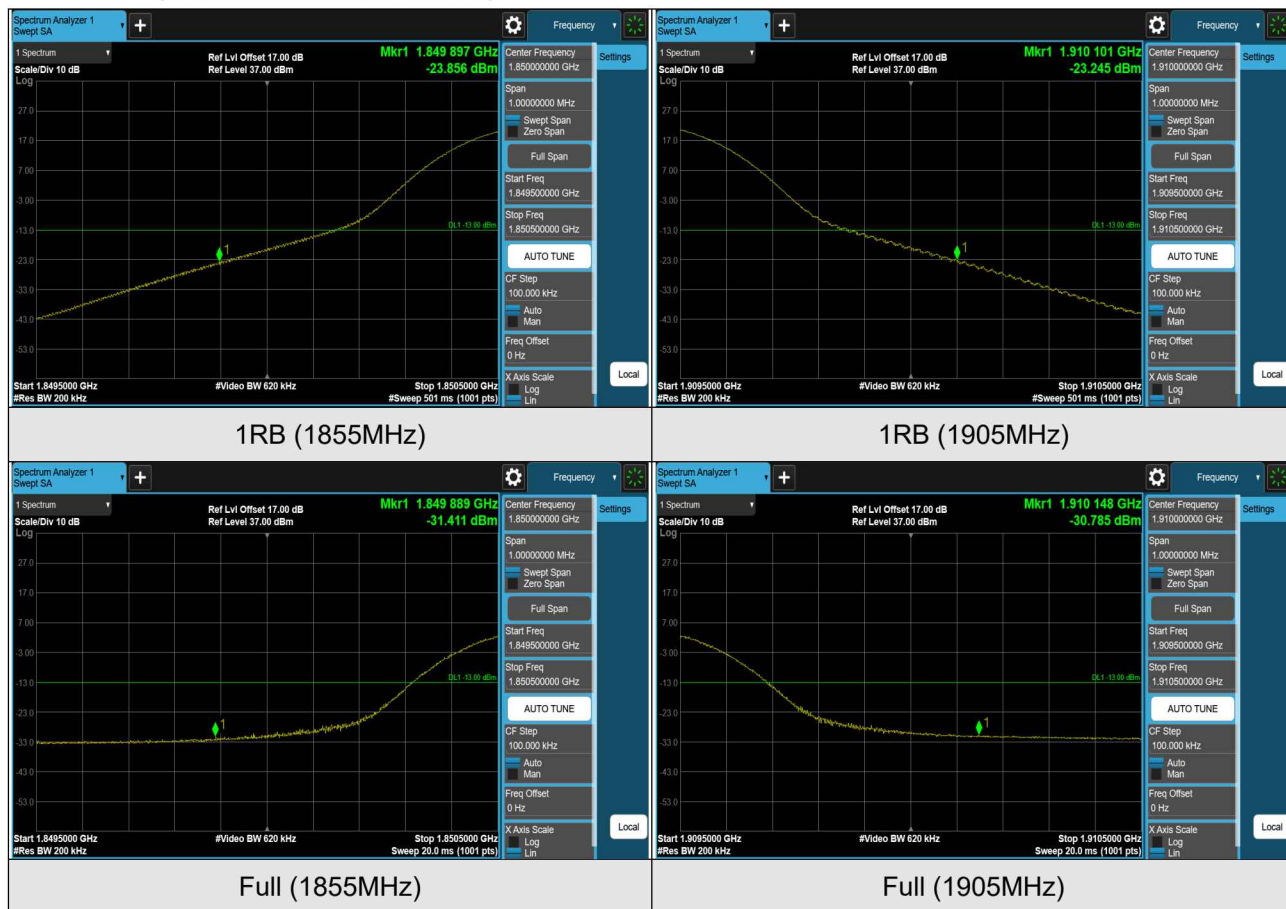 Spectrum Analyzer 1
Swept SA
+
Frequency
1 Spectrum
Scale/Div 10 dB
Log
Ref Lvl Offset 17.00 dB
Ref Level 37.00 dBm
Mkr1 1.849 897 GHz
-23.856 dBm
27.0
17.0
7.00
-3.00
-13.0
-23.0
-33.0
-43.0
-53.0
DL1 -13.00 dBm
1
Start 1.8495000 GHz
#Res BW 200 kHz
#Video BW 620 kHz
Stop 1.8505000 GHz
#Sweep 501 ms (1001 pts)
Center Frequency
1.850000000 GHz
Settings
Span
1.00000000 MHz
Swept Span
Zero Span
Full Span
Start Freq
1.849500000 GHz
Stop Freq
1.850500000 GHz
AUTO TUNE
CF Step
100.000 kHz
Auto
Man
Freq Offset
0 Hz
X Axis Scale
Log
Lin
Local
Spectrum Analyzer 1
Swept SA
+
Frequency
1 Spectrum
Scale/Div 10 dB
Log
Ref Lvl Offset 17.00 dB
Ref Level 37.00 dBm
Mkr1 1.910 101 GHz
-23.245 dBm
27.0
17.0
7.00
-3.00
-13.0
-23.0
-33.0
-43.0
-53.0
DL1 -13.00 dBm
1
Start 1.9095000 GHz
#Res BW 200 kHz
#Video BW 620 kHz
Stop 1.9105000 GHz
#Sweep 501 ms (1001 pts)
Center Frequency
1.910000000 GHz
Settings
Span
1.00000000 MHz
Swept Span
Zero Span
Full Span
Start Freq
1.909500000 GHz
Stop Freq
1.910500000 GHz
AUTO TUNE
CF Step
100.000 kHz
Auto
Man
Freq Offset
0 Hz
X Axis Scale
Log
Lin
Local
1RB (1855MHz)
1RB (1905MHz)
Spectrum Analyzer 1
Swept SA
+
Frequency
1 Spectrum
Scale/Div 10 dB
Log
Ref Lvl Offset 17.00 dB
Ref Level 37.00 dBm
Mkr1 1.849 889 GHz
-31.411 dBm
27.0
17.0
7.00
-3.00
-13.0
-23.0
-33.0
-43.0
-53.0
DL1 -13.00 dBm
1
Start 1.8495000 GHz
#Res BW 200 kHz
#Video BW 620 kHz
Stop 1.8505000 GHz
Sweep 20.0 ms (1001 pts)
Center Frequency
1.850000000 GHz
Settings
Span
1.00000000 MHz
Swept Span
Zero Span
Full Span
Start Freq
1.849500000 GHz
Stop Freq
1.850500000 GHz
AUTO TUNE
CF Step
100.000 kHz
Auto
Man
Freq Offset
0 Hz
X Axis Scale
Log
Lin
Local
Spectrum Analyzer 1
Swept SA
+
Frequency
1 Spectrum
Scale/Div 10 dB
Log
Ref Lvl Offset 17.00 dB
Ref Level 37.00 dBm
Mkr1 1.910 148 GHz
-30.785 dBm
27.0
17.0
7.00
-3.00
-13.0
-23.0
-33.0
-43.0
-53.0
DL1 -13.00 dBm
1
Start 1.9095000 GHz
#Res BW 200 kHz
#Video BW 620 kHz
Stop 1.9105000 GHz
Sweep 20.0 ms (1001 pts)
Center Frequency
1.910000000 GHz
Settings
Span
1.00000000 MHz
Swept Span
Zero Span
Full Span
Start Freq
1.909500000 GHz
Stop Freq
1.910500000 GHz
AUTO TUNE
CF Step
100.000 kHz
Auto
Man
Freq Offset
0 Hz
X Axis Scale
Log
Lin
Local
Full (1855MHz)
Full (1905MHz)